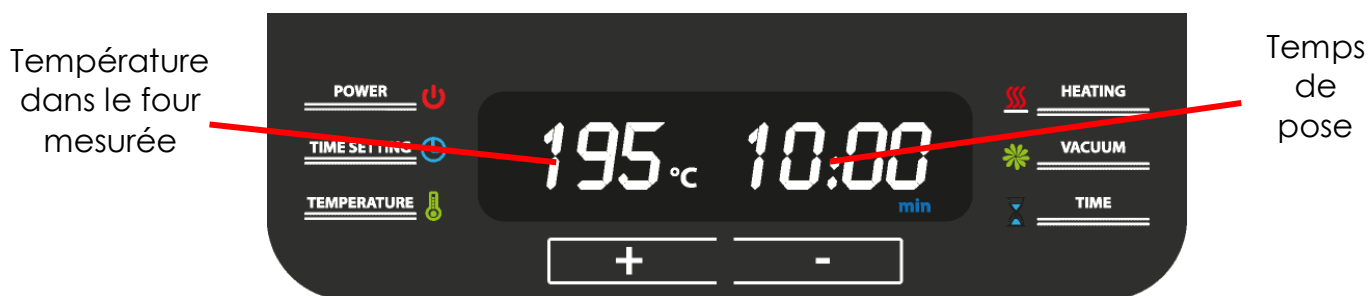 Température
dans le four
mesurée
POWER
TIME SETTING
TEMPERATURE
195 °C 10:00
min
+ -
HEATING
VACUUM
TIME
Temps
de
pose